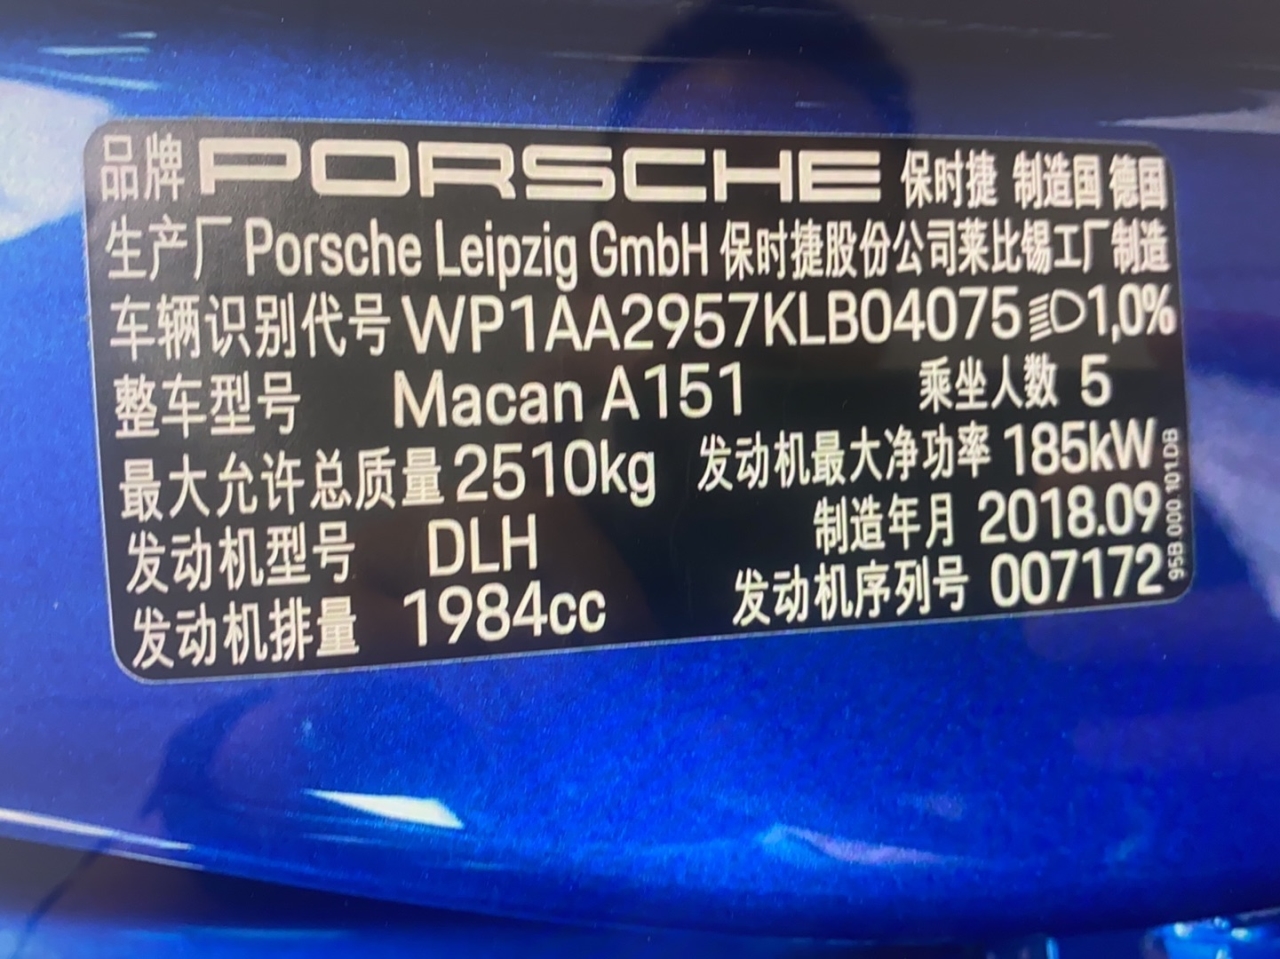 品牌 PORSCHE 保时捷 制造国 德国
生产厂 Porsche Leipzig GmbH 保时捷股份公司莱比锡工厂制造
车辆识别代号 WP1AA2957KLB04075 1,0%
整车型号 Macan A151 乘坐人数 5
最大允许总质量 2510kg 发动机最大净功率 185kW
发动机型号 DLH 制造年月 2018.09
发动机排量 1984cc 发动机序列号 007172
95B.000.101.DB